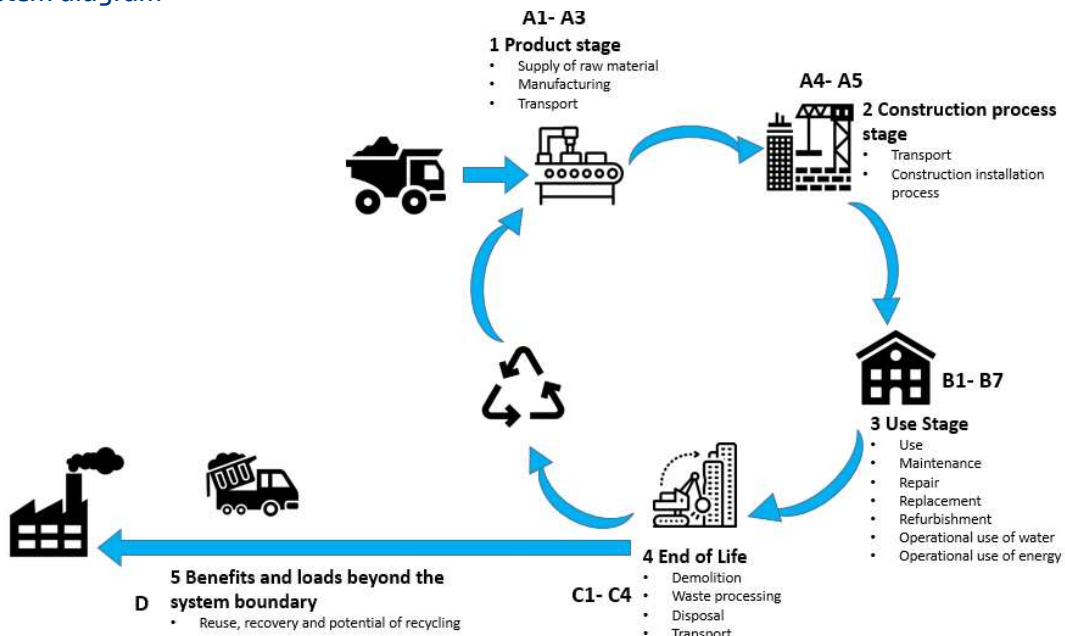 A1- A3
1 Product stage
• Supply of raw material
• Manufacturing
• Transport
A4- A5
2 Construction process
stage
• Transport
• Construction installation
process
B1- B7
3 Use Stage
• Use
• Maintenance
• Repair
• Replacement
• Refurbishment
• Operational use of water
• Operational use of energy
4 End of Life
C1- C4
• Demolition
• Waste processing
• Disposal
• Transport
5 Benefits and loads beyond the
D system boundary
• Reuse, recovery and potential of recycling